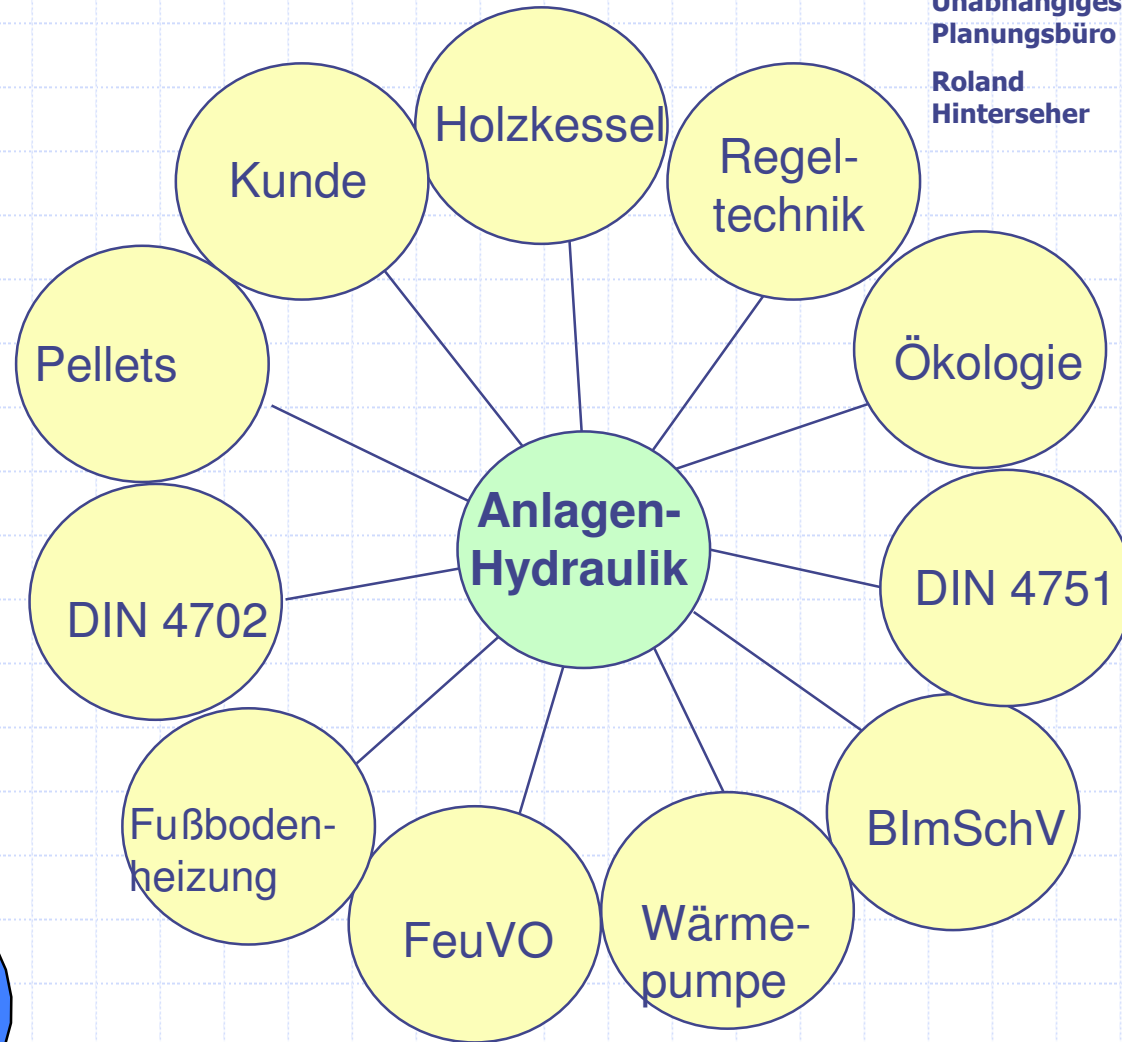 Unabhängiges
Planungsbüro
Roland
Hinterseher
Holzkessel
Kunde
Regel-
technik
Pellets
Ökologie
Anlagen-
Hydraulik
DIN 4702
DIN 4751
Fußboden-
heizung
BImSchV
FeuVO
Wärme-
pumpe